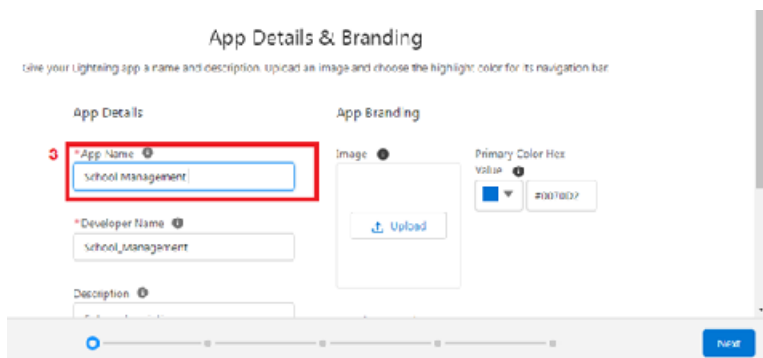 App Details & Branding
Give your Lightning app a name and description. Upload an image and choose the highlight color for its navigation bar.
App Details
App Branding
3
*App Name
School Management
Image
Primary Color Hex
Value
#0070D2
*Developer Name
School_Management
Upload
Description
Next